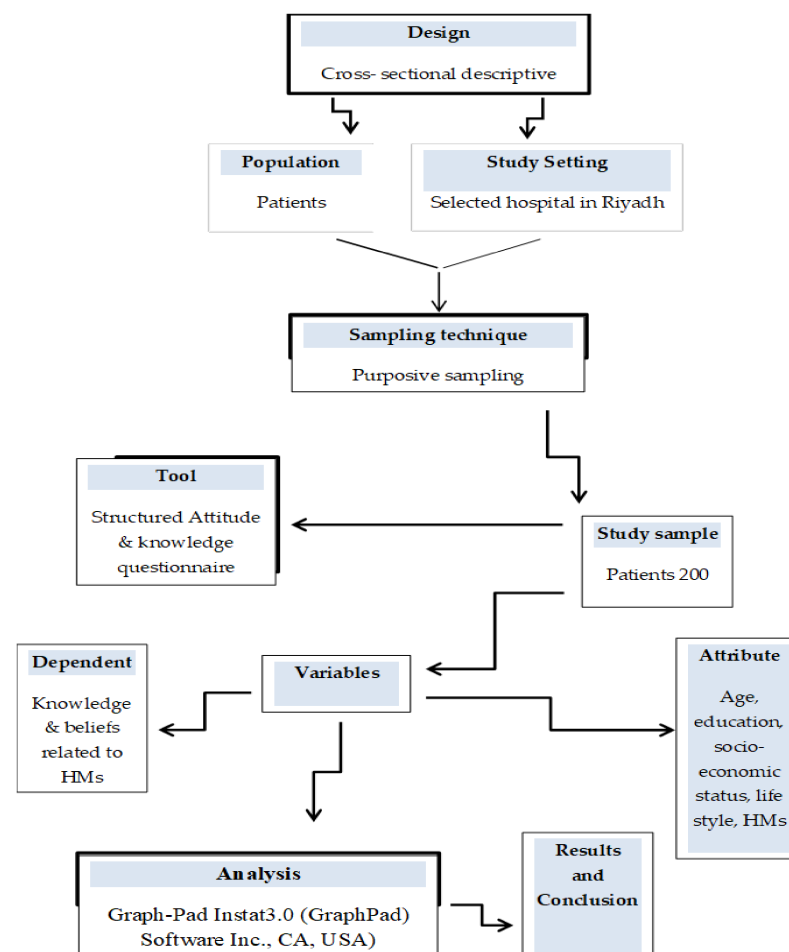 Design
Cross- sectional descriptive
Population
Patients
Study Setting
Selected hospital in Riyadh
Sampling technique
Purposive sampling
Tool
Structured Attitude
& knowledge
questionnaire
Study sample
Patients 200
Dependent
Knowledge
& beliefs
related to
HMs
Variables
Attribute
Age,
education,
socio-
economic
status, life
style, HMs
Analysis
Graph-Pad Instat3.0 (GraphPad)
Software Inc., CA, USA)
Results
and
Conclusion